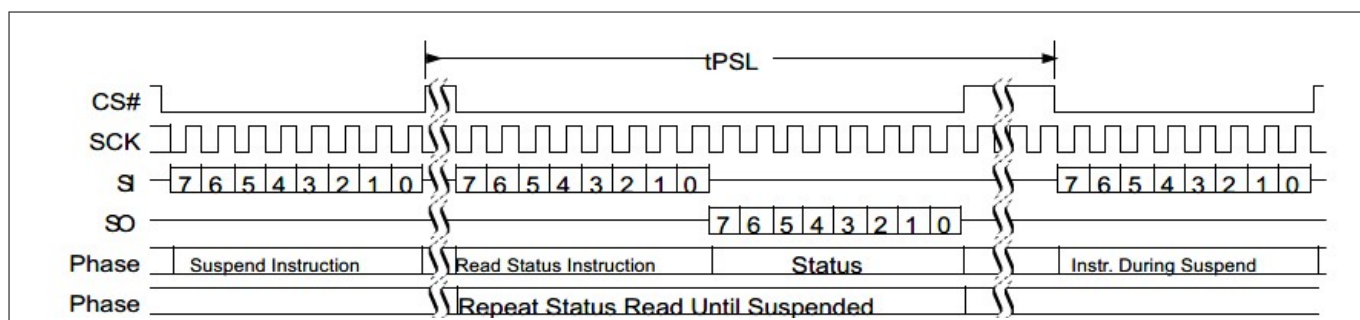 tPSL
CS#
SCK
SI 7 6 5 4 3 2 1 0 7 6 5 4 3 2 1 0 7 6 5 4 3 2 1 0
SO 7 6 5 4 3 2 1 0
Phase Suspend Instruction Read Status Instruction Status Instr. During Suspend
Phase Repeat Status Read Until Suspended